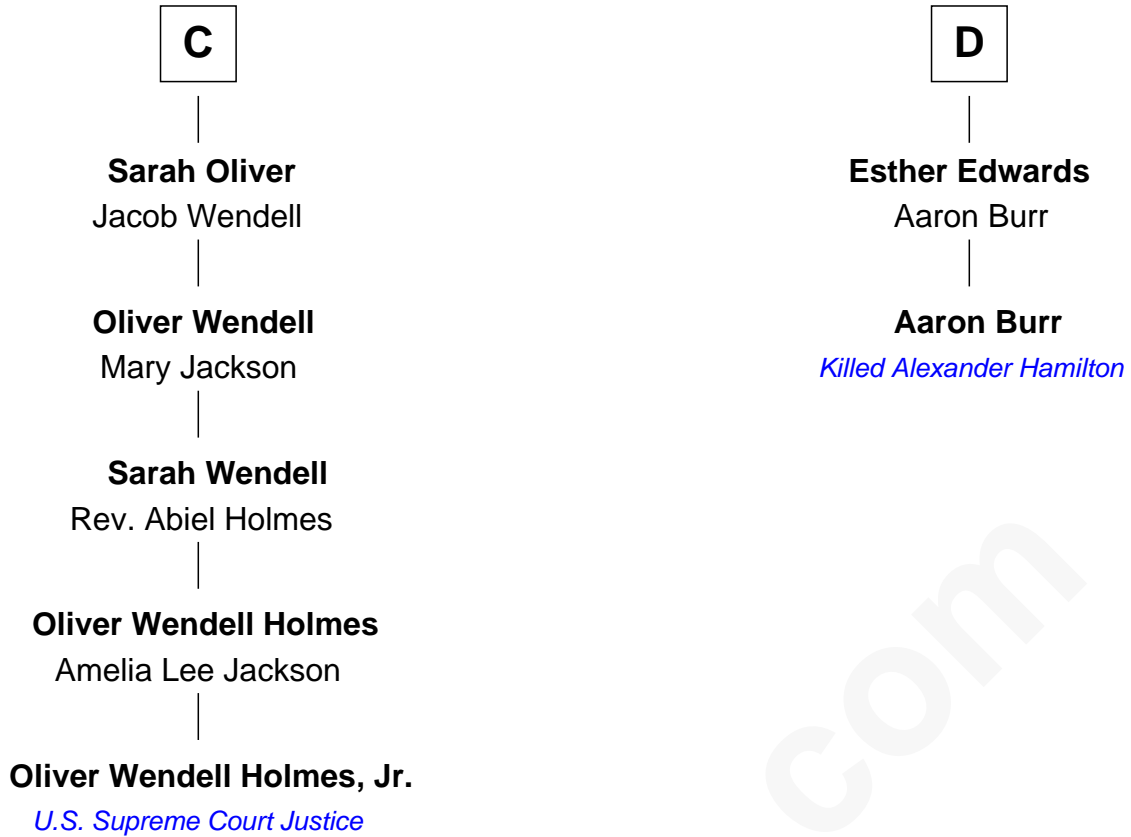 C
Sarah Oliver
Jacob Wendell
Oliver Wendell
Mary Jackson
Sarah Wendell
Rev. Abiel Holmes
Oliver Wendell Holmes
Amelia Lee Jackson
Oliver Wendell Holmes, Jr.
U.S. Supreme Court Justice
D
Esther Edwards
Aaron Burr
Aaron Burr
Killed Alexander Hamilton
com